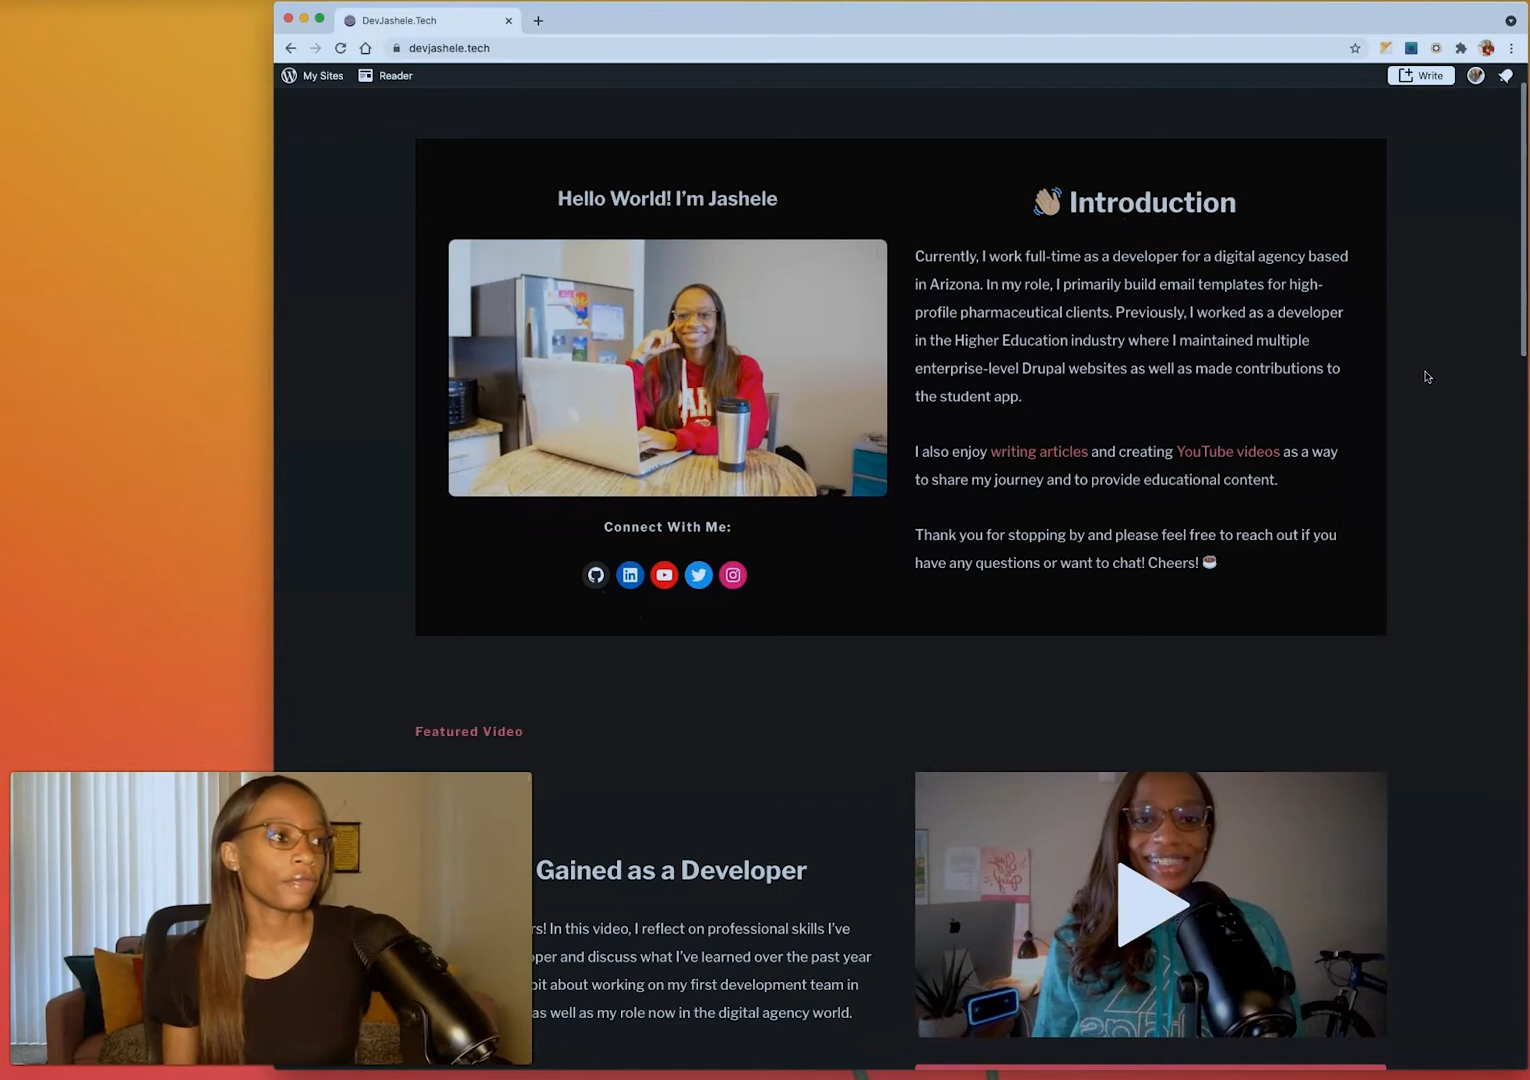 DevJashele.Tech
devjashele.tech
My Sites
Reader
Write
Hello World! I’m Jashele
👋🏽 Introduction
Currently, I work full-time as a developer for a digital agency based
in Arizona. In my role, I primarily build email templates for high-
profile pharmaceutical clients. Previously, I worked as a developer
in the Higher Education industry where I maintained multiple
enterprise-level Drupal websites as well as made contributions to
the student app.
I also enjoy writing articles and creating YouTube videos as a way
to share my journey and to provide educational content.
Thank you for stopping by and please feel free to reach out if you
have any questions or want to chat! Cheers! ☕
Connect With Me:
Featured Video
Gained as a Developer
rs! In this video, I reflect on professional skills I’ve
oper and discuss what I’ve learned over the past year
bit about working on my first development team in
as well as my role now in the digital agency world.